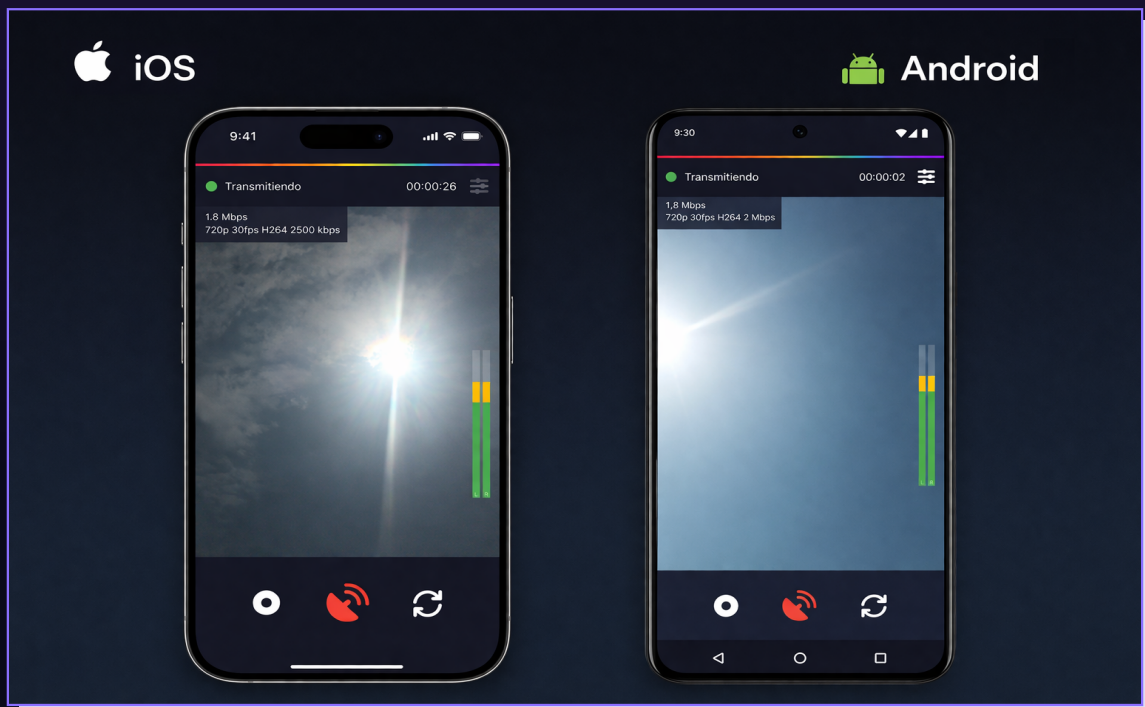 iOS
Android
9:41
Transmitiendo
00:00:26
1.8 Mbps
720p 30fps H264 2500 kbps
L R
9:30
Transmitiendo
00:00:02
1,8 Mbps
720p 30fps H264 2 Mbps
L R